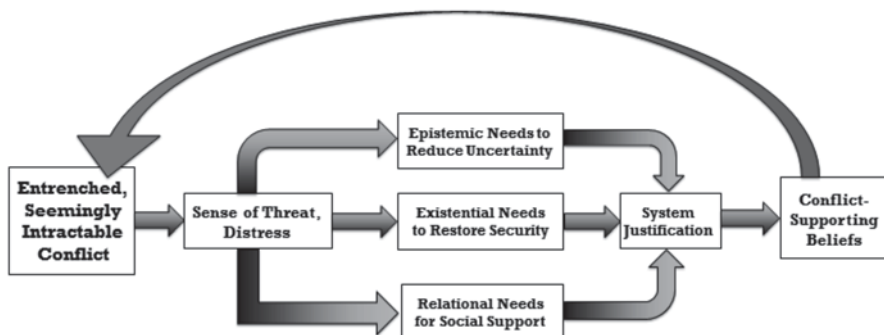 Entrenched,
Seemingly
Intractable
Conflict
Sense of Threat,
Distress
Epistemic Needs to
Reduce Uncertainty
Existential Needs
to Restore Security
Relational Needs
for Social Support
System
Justification
Conflict-
Supporting
Beliefs